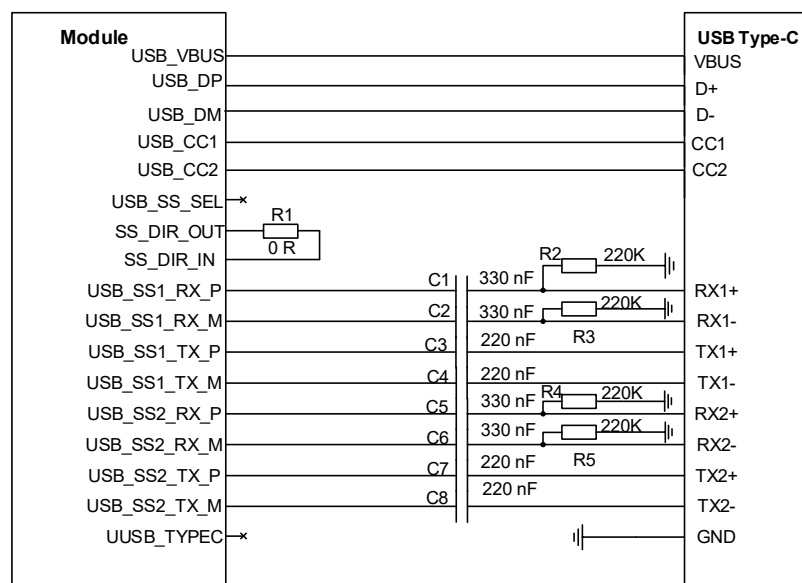 Module USB Type-C
USB_VBUS VBUS
USB_DP D+
USB_DM D-
USB_CC1 CC1
USB_CC2 CC2
USB_SS_SEL
R1
SS_DIR_OUT
0 R
SS_DIR_IN
R2 220K
C1 330 nF
USB_SS1_RX_P RX1+
C2 330 nF 220K
USB_SS1_RX_M RX1-
C3 220 nF R3
USB_SS1_TX_P TX1+
C4 220 nF
USB_SS1_TX_M TX1-
C5 330 nF R4 220K
USB_SS2_RX_P RX2+
C6 330 nF 220K
USB_SS2_RX_M RX2-
C7 220 nF R5
USB_SS2_TX_P TX2+
C8 220 nF
USB_SS2_TX_M TX2-
UUSB_TYPEC GND